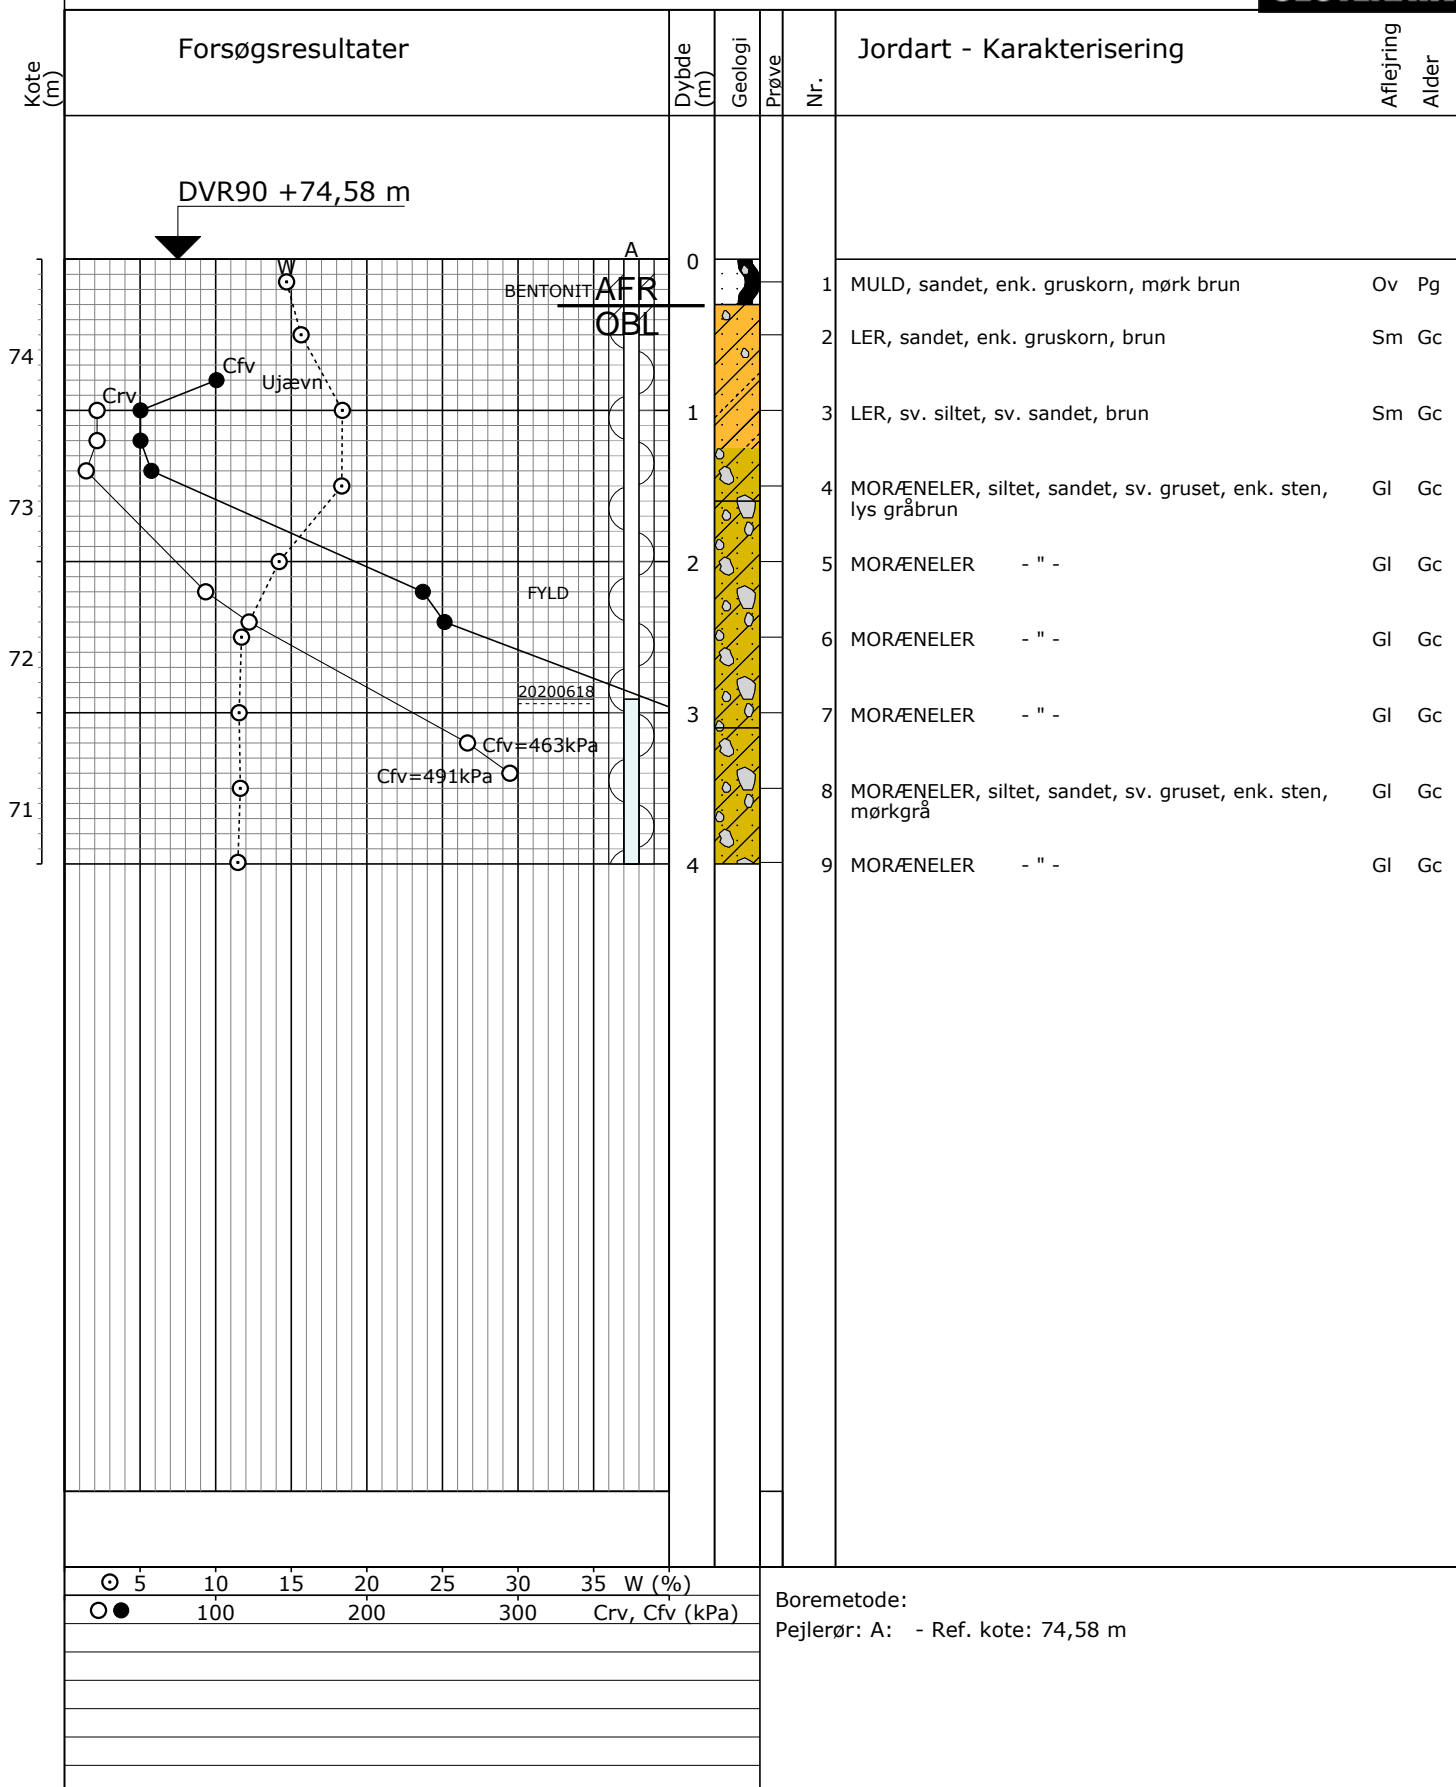 Kote (m)
Forsøgsresultater
Dybde (m)
Geologi
Prøve
Nr.
Jordart - Karakterisering
Aflejring
Alder
DVR90 +74,58 m
A
W
0
BENTONIT AFR
OBL
1 MULD, sandet, enk. gruskorn, mørk brun Ov Pg
2 LER, sandet, enk. gruskorn, brun Sm Gc
74
Cfv
Ujævn
Crv
1
3 LER, sv. siltet, sv. sandet, brun Sm Gc
73
4 MORÆNELER, siltet, sandet, sv. gruset, enk. sten, Gl Gc
lys gråbrun
2
5 MORÆNELER - " - Gl Gc
FYLD
72
6 MORÆNELER - " - Gl Gc
20200618
3
7 MORÆNELER - " - Gl Gc
Cfv=463kPa
Cfv=491kPa
71
8 MORÆNELER, siltet, sandet, sv. gruset, enk. sten, Gl Gc
mørkgrå
4
9 MORÆNELER - " - Gl Gc
5 10 15 20 25 30 35 W (%)
100 200 300 Crv, Cfv (kPa)
Boremetode:
Pejlerør: A: - Ref. kote: 74,58 m